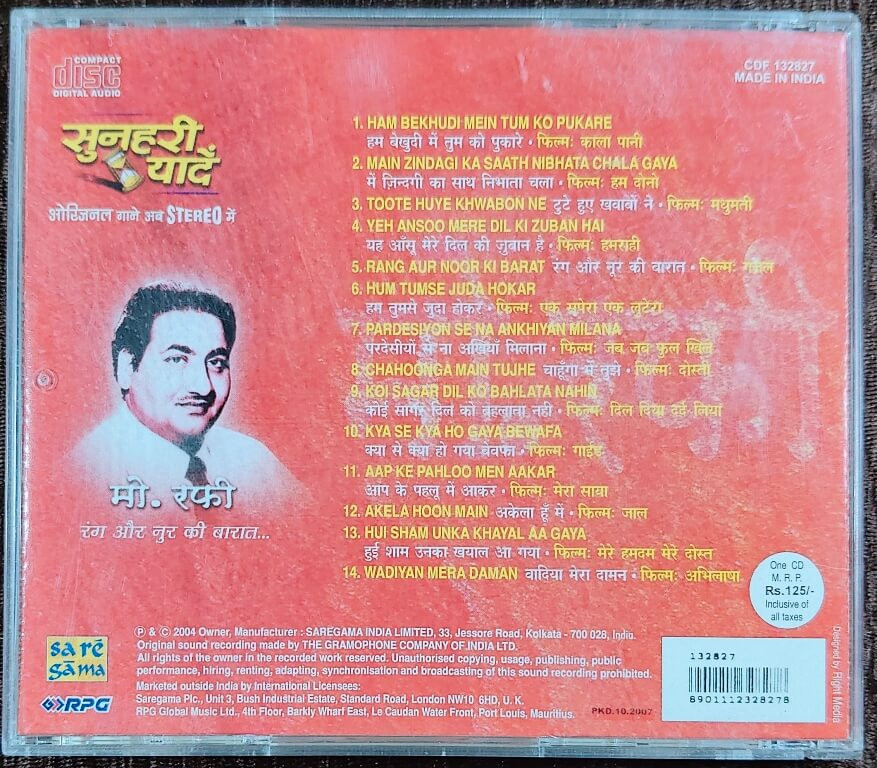 COMPACT
disc
DIGITAL AUDIO
CDF 132827
MADE IN INDIA
सुनहरी
यादें
ओरिजिनल गाने अब STEREO में
1. HAM BEKHUDI MEIN TUM KO PUKARE
हम बेखुदी में तुम को पुकारे • फिल्म: काला पानी
2. MAIN ZINDAGI KA SAATH NIBHATA CHALA GAYA
में ज़िन्दगी का साथ निभाता चला • फिल्म: हम दोनो
3. TOOTE HUYE KHWABON NE टुटे हुए ख्वाबों ने • फिल्म: मधुमती
4. YEH ANSOO MERE DIL KI ZUBAN HAI
यह आँसू मेरे दिल की जुबान है • फिल्म: हमराही
5. RANG AUR NOOR KI BARAT रंग और नूर की बारात • फिल्म: गज़ल
6. HUM TUMSE JUDA HOKAR
हम तुमसे जुदा होकर • फिल्म: एक सपेरा एक लूटेरा
7. PARDESIYON SE NA ANKHIYAN MILANA
परदेसीयों से ना अखियाँ मिलाना • फिल्म: जब जब फुल खिले
8. CHAHOONGA MAIN TUJHE चाहूँगा में तुझे • फिल्म: दोस्ती
9. KOI SAGAR DIL KO BAHLATA NAHIN
कोई सागर दिल को बहलाता नही • फिल्म: दिल दिया दर्द लिया
10. KYA SE KYA HO GAYA BEWAFA
क्या से क्या हो गया बेवफा • फिल्म: गाईड
11. AAP KE PAHLOO MEN AAKAR
आप के पहलू में आकर • फिल्म: मेरा साया
12. AKELA HOON MAIN अकेला हूँ में • फिल्म: जाल
13. HUI SHAM UNKA KHAYAL AA GAYA
हुई शाम उनका खयाल आ गया • फिल्म: मेरे हमदम मेरे दोस्त
14. WADIYAN MERA DAMAN वादिया मेरा दामन • फिल्म: अभिलाषा
मो. रफी
रंग और नुर की बारात...
One CD
M. R. P.
Rs.125/-
Inclusive of
all taxes
℗ & © 2004 Owner, Manufacturer : SAREGAMA INDIA LIMITED, 33, Jessore Road, Kolkata - 700 028, India.
Original sound recording made by THE GRAMOPHONE COMPANY OF INDIA LTD.
All rights of the owner in the recorded work reserved. Unauthorised copying, usage, publishing, public
performance, hiring, renting, adapting, synchronisation and broadcasting of this sound recording prohibited.
Marketed outside India by International Licensees:
Saregama Plc., Unit 3, Bush Industrial Estate, Standard Road, London NW10 6HD, U. K.
RPG Global Music Ltd., 4th Floor, Barkly Wharf East, Le Caudan Water Front, Port Louis, Mauritius.
PKD.10.2007
sa rē
gāma
RPG
132827
8901112328278
Designed by Right Media